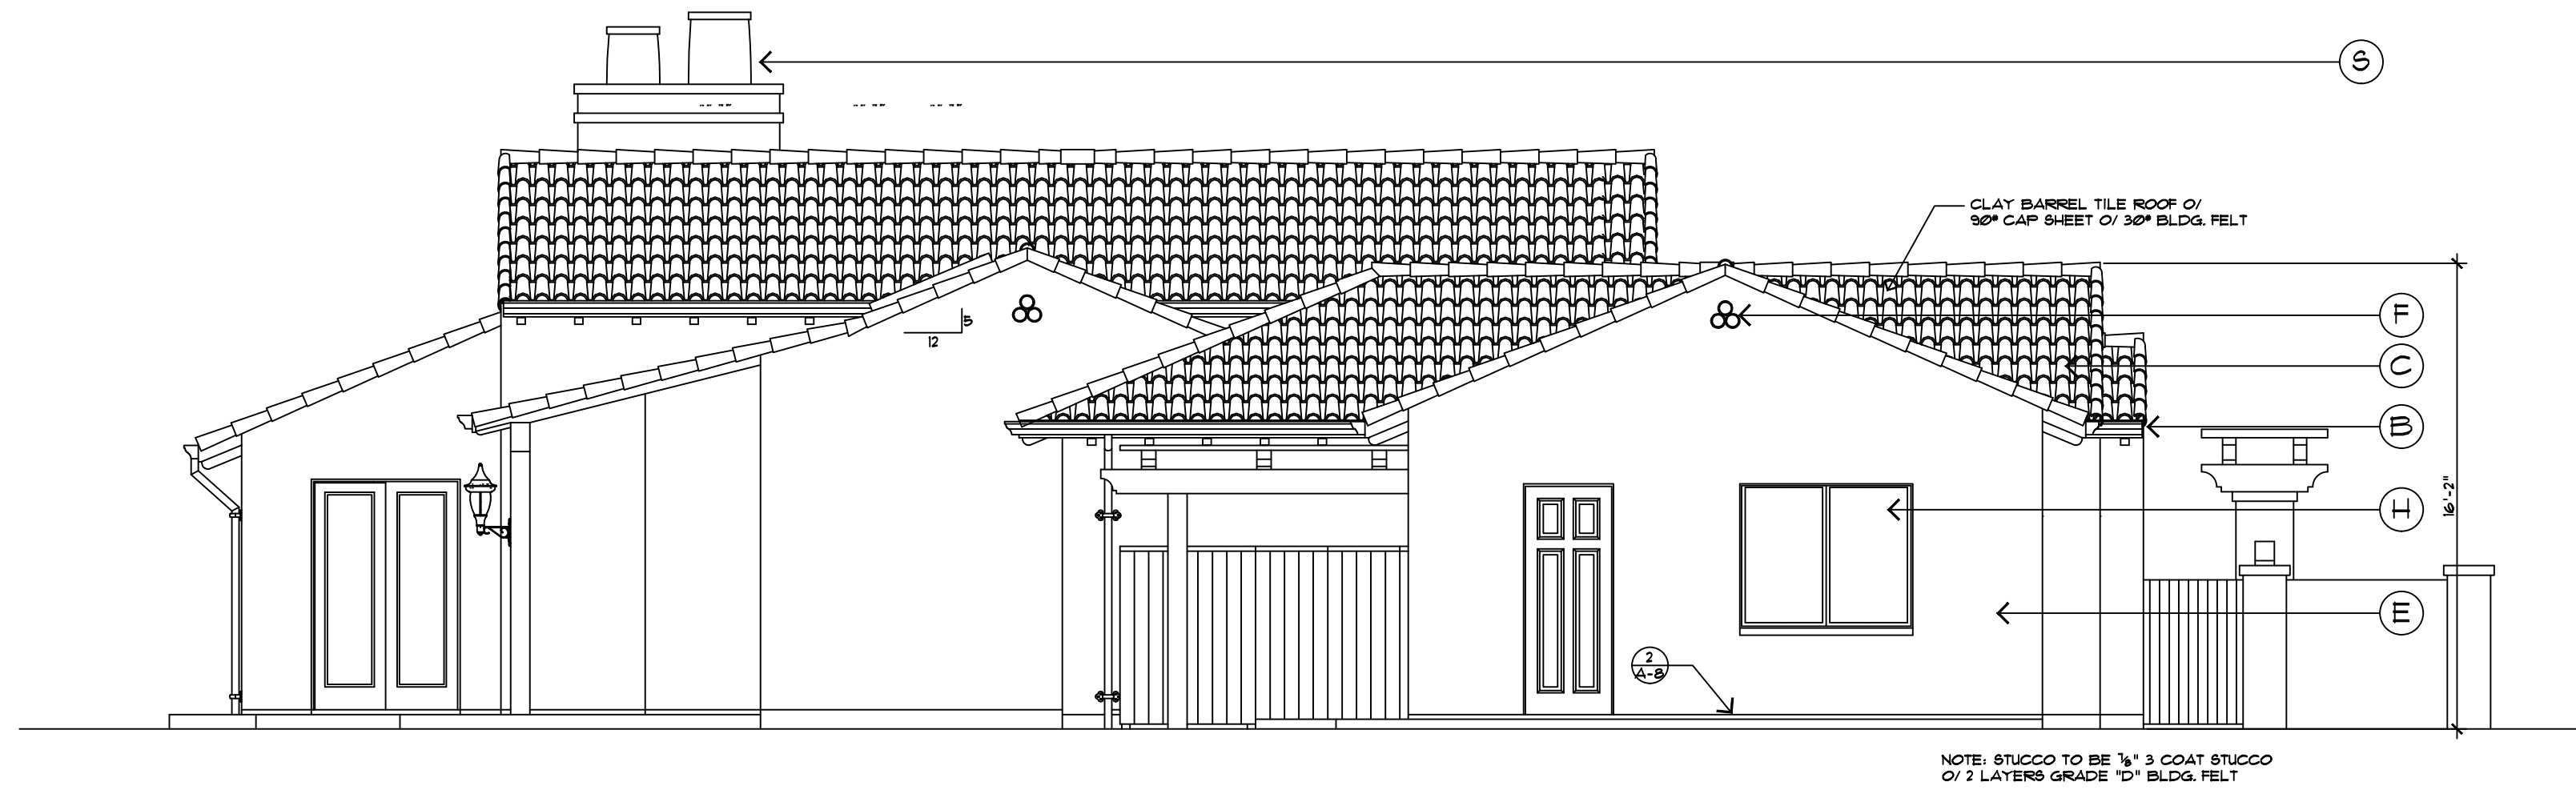 S
CLAY BARREL TILE ROOF O/
90# CAP SHEET O/ 30# BLDG. FELT
5
12
F
C
B
H
16'-2"
E
2
A-8
NOTE: STUCCO TO BE 7/8" 3 COAT STUCCO
O/ 2 LAYERS GRADE "D" BLDG. FELT